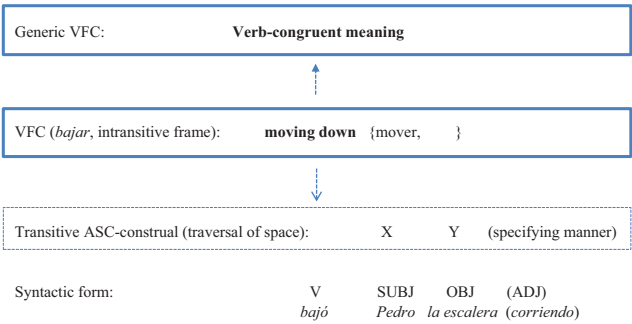 Generic VFC: Verb-congruent meaning
VFC (bajar, intransitive frame): moving down {mover, }
Transitive ASC-construal (traversal of space): X Y (specifying manner)
Syntactic form: V SUBJ OBJ (ADJ)
bajó Pedro la escalera (corriendo)